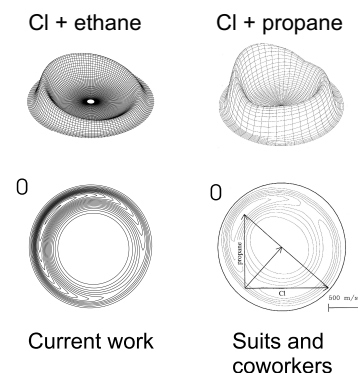 Cl + ethane
Cl + propane
0
0
propane
Cl
500 m/s
Current work
Suits and
coworkers